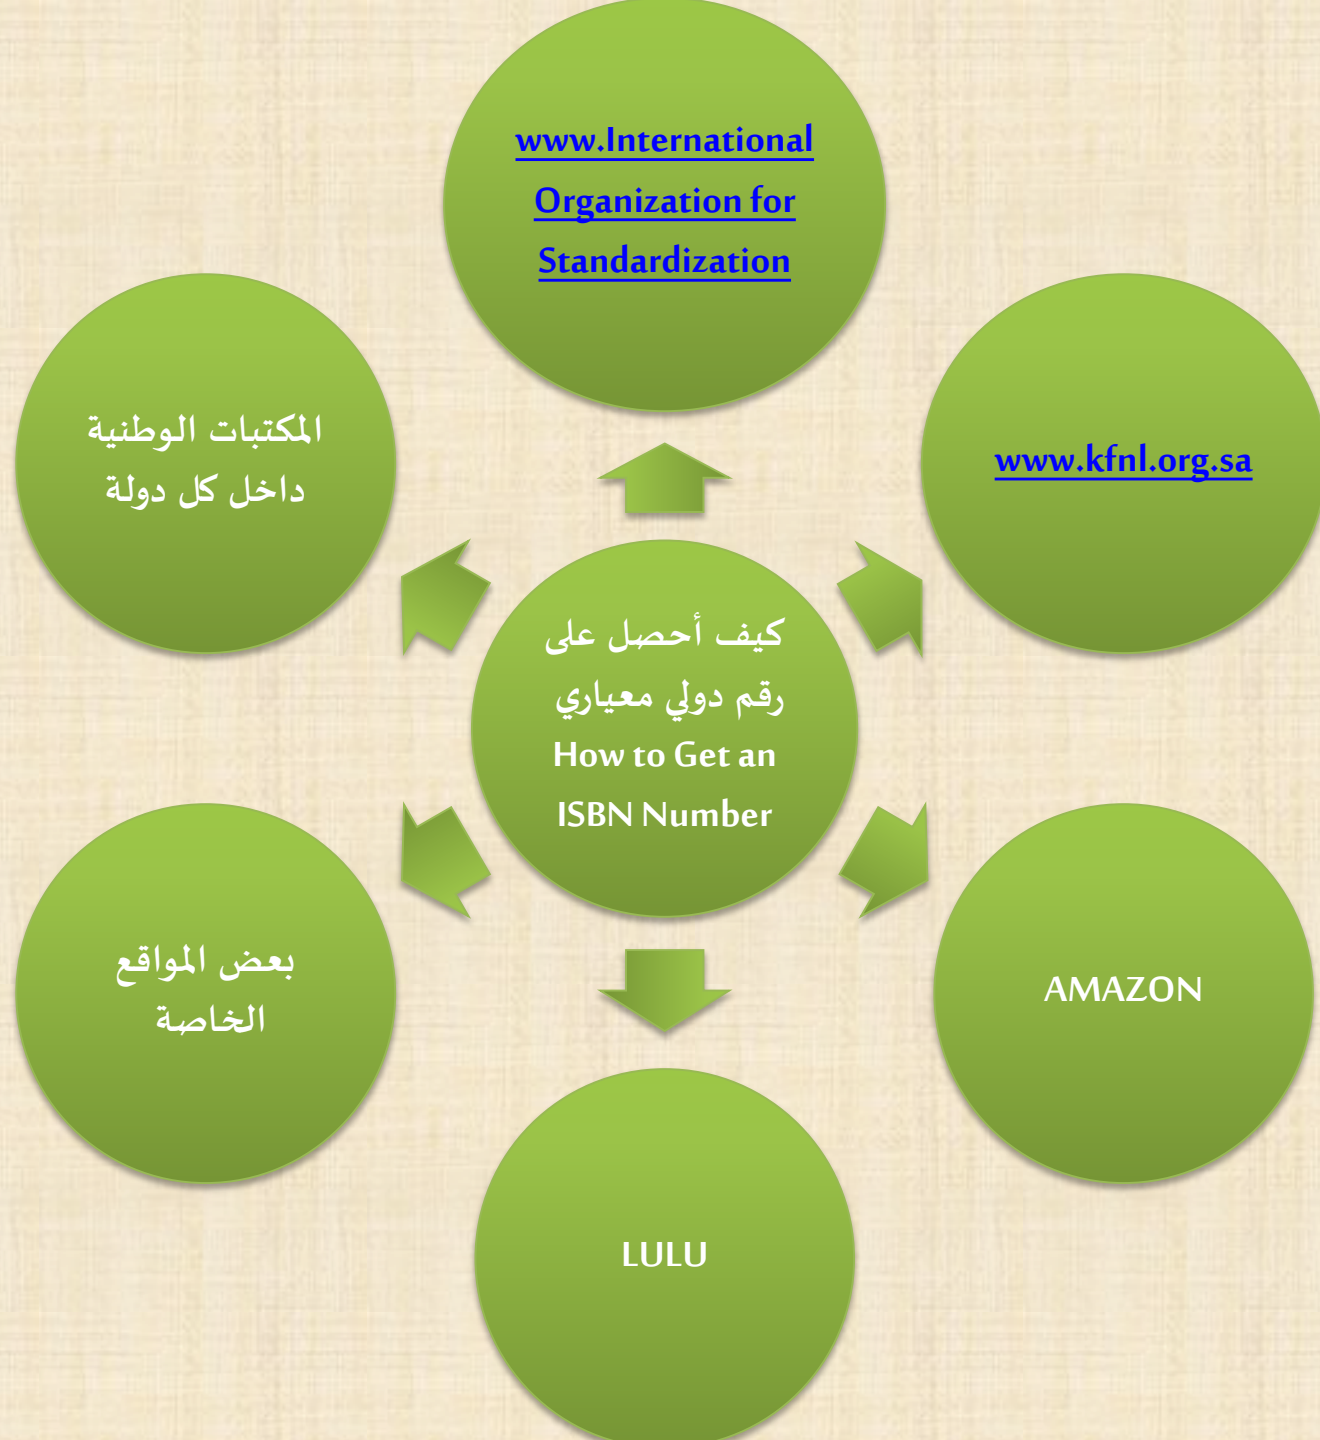 www.International
Organization for
Standardization
www.kfnl.org.sa
المكتبات الوطنية
داخل كل دولة
كيف أحصل على
رقم دولي معياري
How to Get an
ISBN Number
AMAZON
بعض المواقع
الخاصة
LULU